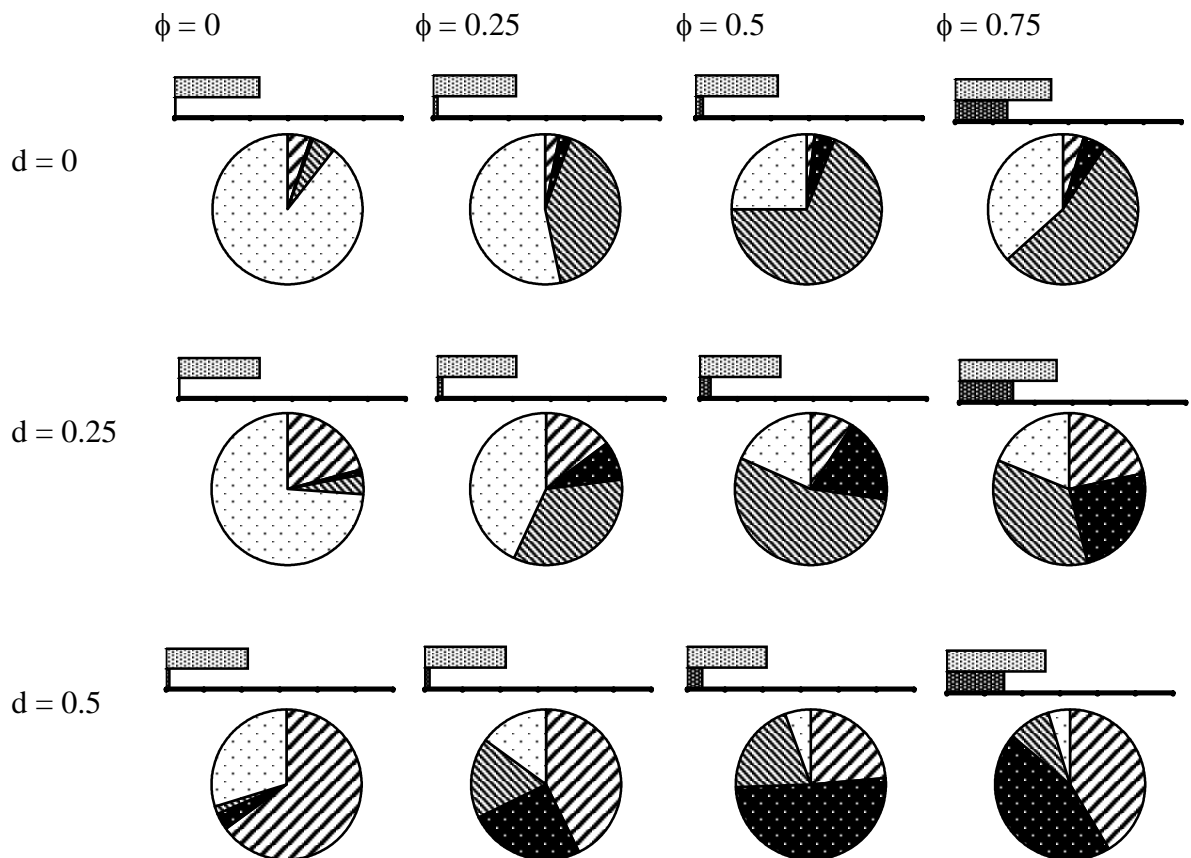 ϕ = 0 ϕ = 0.25 ϕ = 0.5 ϕ = 0.75
d = 0
d = 0.25
d = 0.5